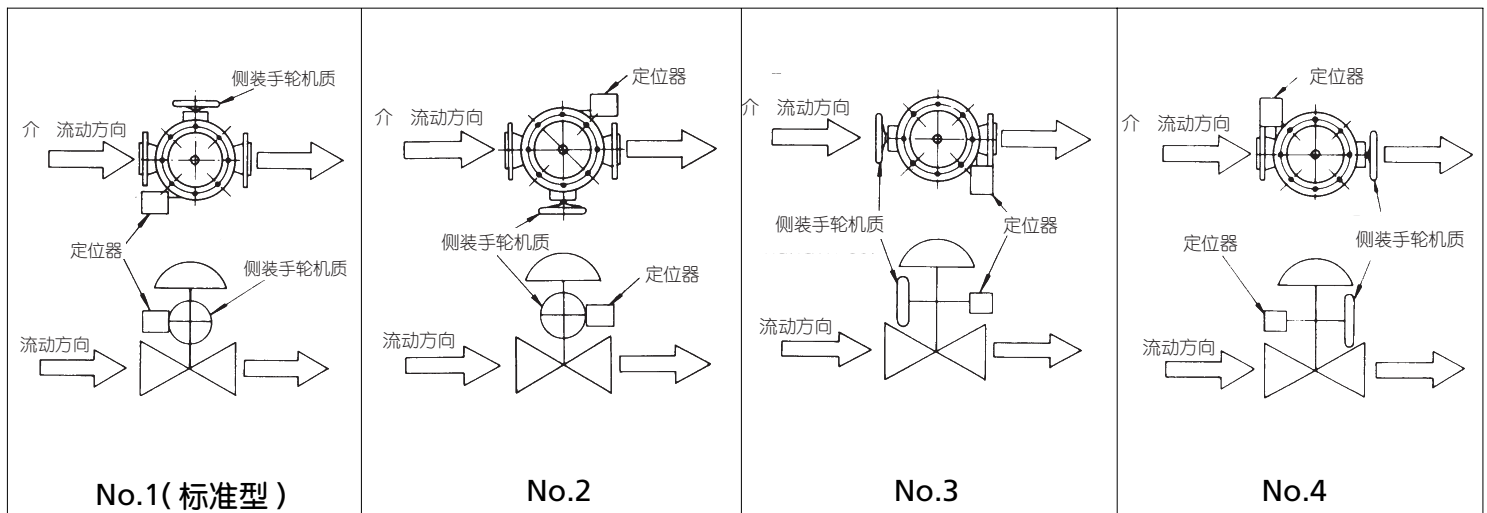 侧装手轮机质
介 流动方向
定位器
侧装手轮机质
流动方向
No.1(标准型)
定位器
介 流动方向
侧装手轮机质
定位器
流动方向
No.2
介 流动方向
侧装手轮机质
定位器
流动方向
No.3
定位器
介 流动方向
定位器
侧装手轮机质
流动方向
No.4